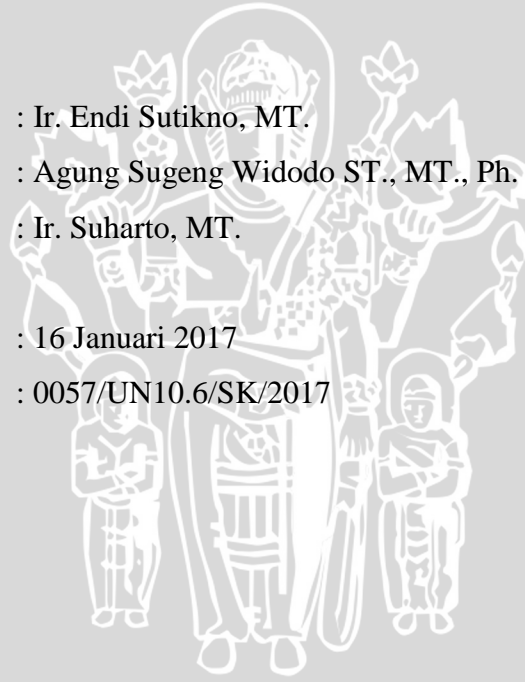 : Ir. Endi Sutikno, MT.
: Agung Sugeng Widodo ST., MT., Ph.
: Ir. Suharto, MT.
: 16 Januari 2017
: 0057/UN10.6/SK/2017